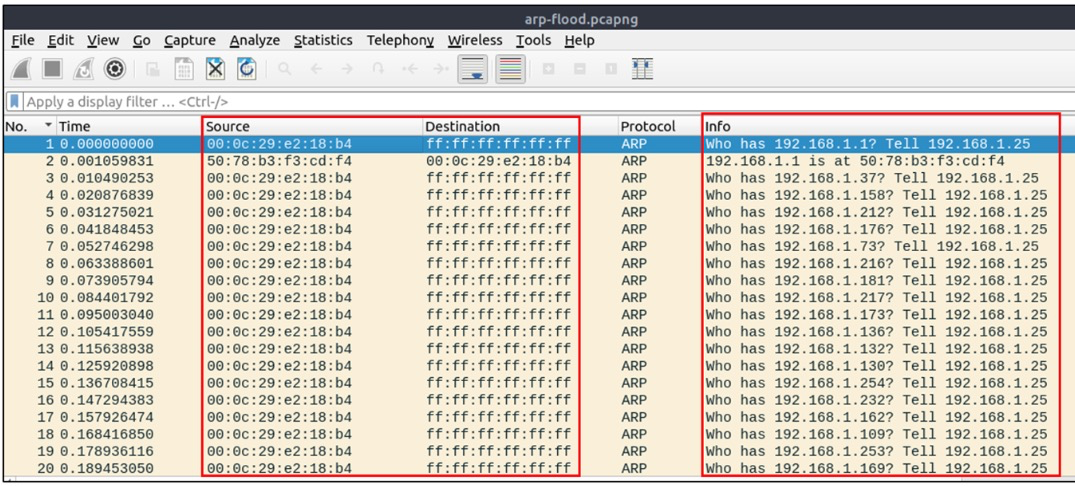 arp-flood.pcapng
File Edit View Go Capture Analyze Statistics Telephony Wireless Tools Help
Apply a display filter ... <Ctrl-/>
No. Time Source Destination Protocol Info
1 0.000000000 00:0c:29:e2:18:b4 ff:ff:ff:ff:ff:ff ARP Who has 192.168.1.1? Tell 192.168.1.25
2 0.001059831 50:78:b3:f3:cd:f4 00:0c:29:e2:18:b4 ARP 192.168.1.1 is at 50:78:b3:f3:cd:f4
3 0.010490253 00:0c:29:e2:18:b4 ff:ff:ff:ff:ff:ff ARP Who has 192.168.1.37? Tell 192.168.1.25
4 0.020876839 00:0c:29:e2:18:b4 ff:ff:ff:ff:ff:ff ARP Who has 192.168.1.158? Tell 192.168.1.25
5 0.031275021 00:0c:29:e2:18:b4 ff:ff:ff:ff:ff:ff ARP Who has 192.168.1.212? Tell 192.168.1.25
6 0.041848453 00:0c:29:e2:18:b4 ff:ff:ff:ff:ff:ff ARP Who has 192.168.1.176? Tell 192.168.1.25
7 0.052746298 00:0c:29:e2:18:b4 ff:ff:ff:ff:ff:ff ARP Who has 192.168.1.73? Tell 192.168.1.25
8 0.063388601 00:0c:29:e2:18:b4 ff:ff:ff:ff:ff:ff ARP Who has 192.168.1.216? Tell 192.168.1.25
9 0.073905794 00:0c:29:e2:18:b4 ff:ff:ff:ff:ff:ff ARP Who has 192.168.1.181? Tell 192.168.1.25
10 0.084401792 00:0c:29:e2:18:b4 ff:ff:ff:ff:ff:ff ARP Who has 192.168.1.217? Tell 192.168.1.25
11 0.095003040 00:0c:29:e2:18:b4 ff:ff:ff:ff:ff:ff ARP Who has 192.168.1.173? Tell 192.168.1.25
12 0.105417559 00:0c:29:e2:18:b4 ff:ff:ff:ff:ff:ff ARP Who has 192.168.1.136? Tell 192.168.1.25
13 0.115638938 00:0c:29:e2:18:b4 ff:ff:ff:ff:ff:ff ARP Who has 192.168.1.132? Tell 192.168.1.25
14 0.125920898 00:0c:29:e2:18:b4 ff:ff:ff:ff:ff:ff ARP Who has 192.168.1.130? Tell 192.168.1.25
15 0.136708415 00:0c:29:e2:18:b4 ff:ff:ff:ff:ff:ff ARP Who has 192.168.1.254? Tell 192.168.1.25
16 0.147294383 00:0c:29:e2:18:b4 ff:ff:ff:ff:ff:ff ARP Who has 192.168.1.232? Tell 192.168.1.25
17 0.157926474 00:0c:29:e2:18:b4 ff:ff:ff:ff:ff:ff ARP Who has 192.168.1.162? Tell 192.168.1.25
18 0.168416850 00:0c:29:e2:18:b4 ff:ff:ff:ff:ff:ff ARP Who has 192.168.1.109? Tell 192.168.1.25
19 0.178936116 00:0c:29:e2:18:b4 ff:ff:ff:ff:ff:ff ARP Who has 192.168.1.253? Tell 192.168.1.25
20 0.189453050 00:0c:29:e2:18:b4 ff:ff:ff:ff:ff:ff ARP Who has 192.168.1.169? Tell 192.168.1.25